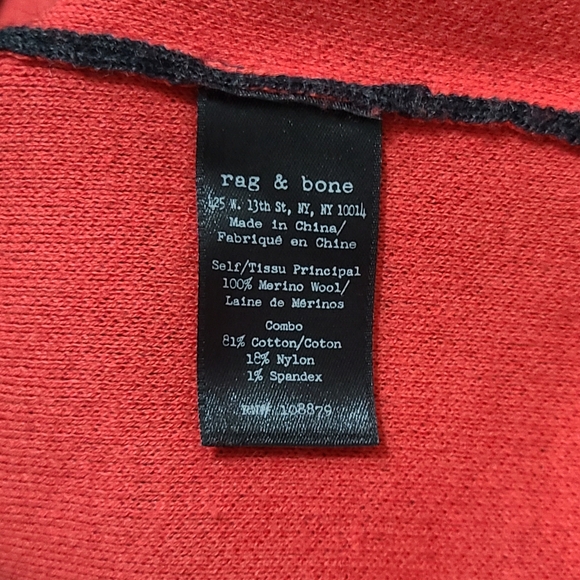 rag & bone
425 W. 13th St, NY, NY 10014
Made in China/
Fabriqué en Chine
Self/Tissu Principal
100% Merino Wool/
Laine de Mérinos
Combo
81% Cotton/Coton
18% Nylon
1% Spandex
RN# 108879